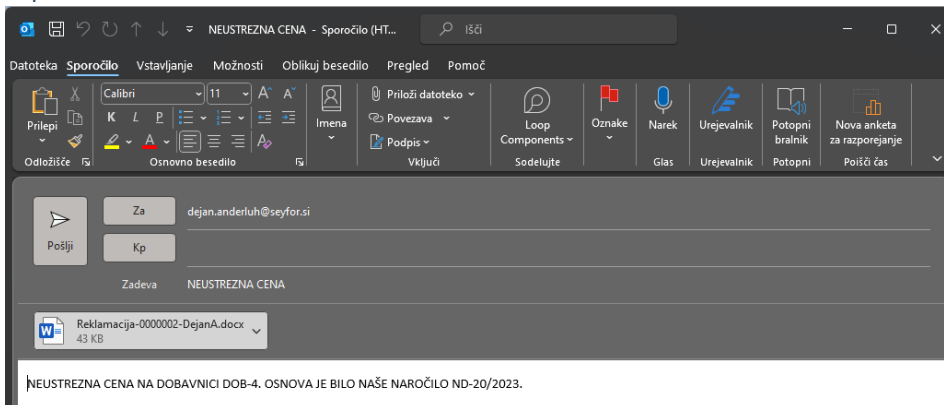 NEUSTREZNA CENA - Sporočilo (HT...
Išči
Datoteka Sporočilo Vstavljanje Možnosti Oblikuj besedilo Pregled Pomoč
Prilepi
Calibri 11
K L P
Imena
Priloži datoteko
Povezava
Podpis
Loop Components
Oznake
Narek
Urejevalnik
Potopni bralnik
Nova anketa za razporejanje
Odložišče Osnovno besedilo Vključi Sodelujte Glas Urejevalnik Potopni Poišči čas
Pošlji
Za dejan.anderluh@seyfor.si
Kp
Zadeva NEUSTREZNA CENA
Reklamacija-0000002-DejanA.docx
43 KB
NEUSTREZNA CENA NA DOBAVNICI DOB-4. OSNOVA JE BILO NAŠE NAROČILO ND-20/2023.